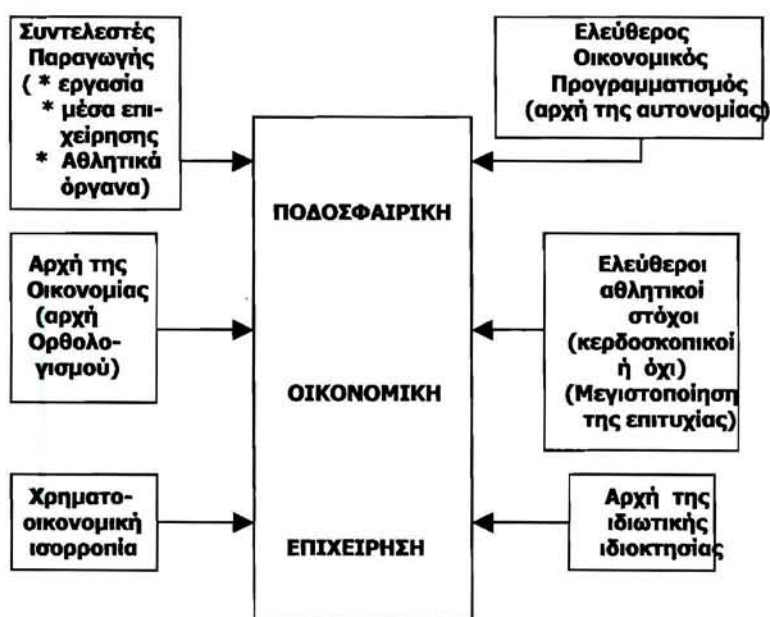 Συντελεστές
Παραγωγής
( * εργασία
* μέσα επι-
χείρησης
* Αθλητικά
όργανα)
Αρχή της
Οικονομίας
(αρχή
Ορθολο-
γισμού)
Χρηματο-
οικονομική
ισορροπία
ΠΟΔΟΣΦΑΙΡΙΚΗ
ΟΙΚΟΝΟΜΙΚΗ
ΕΠΙΧΕΙΡΗΣΗ
Ελεύθερος
Οικονομικός
Προγραμματισμός
(αρχή της αυτονομίας)
Ελεύθεροι
αθλητικοί
στόχοι
(κερδοσκοπικοί
ή όχι)
(Μεγιστοποίηση
της επιτυχίας)
Αρχή της
ιδιωτικής
ιδιοκτησίας